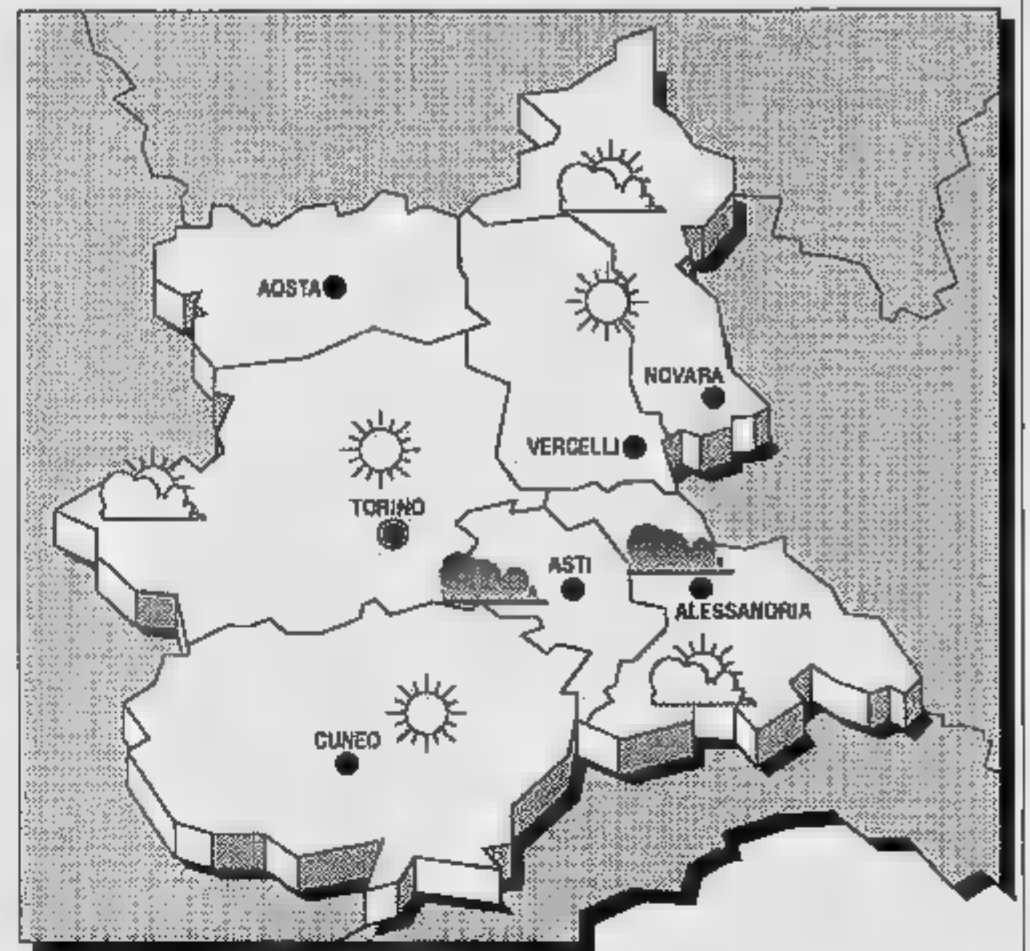 AOSTA
NOVARA
VERCELLI
TORINO
ASTI
ALESSANDRIA
CUNEO